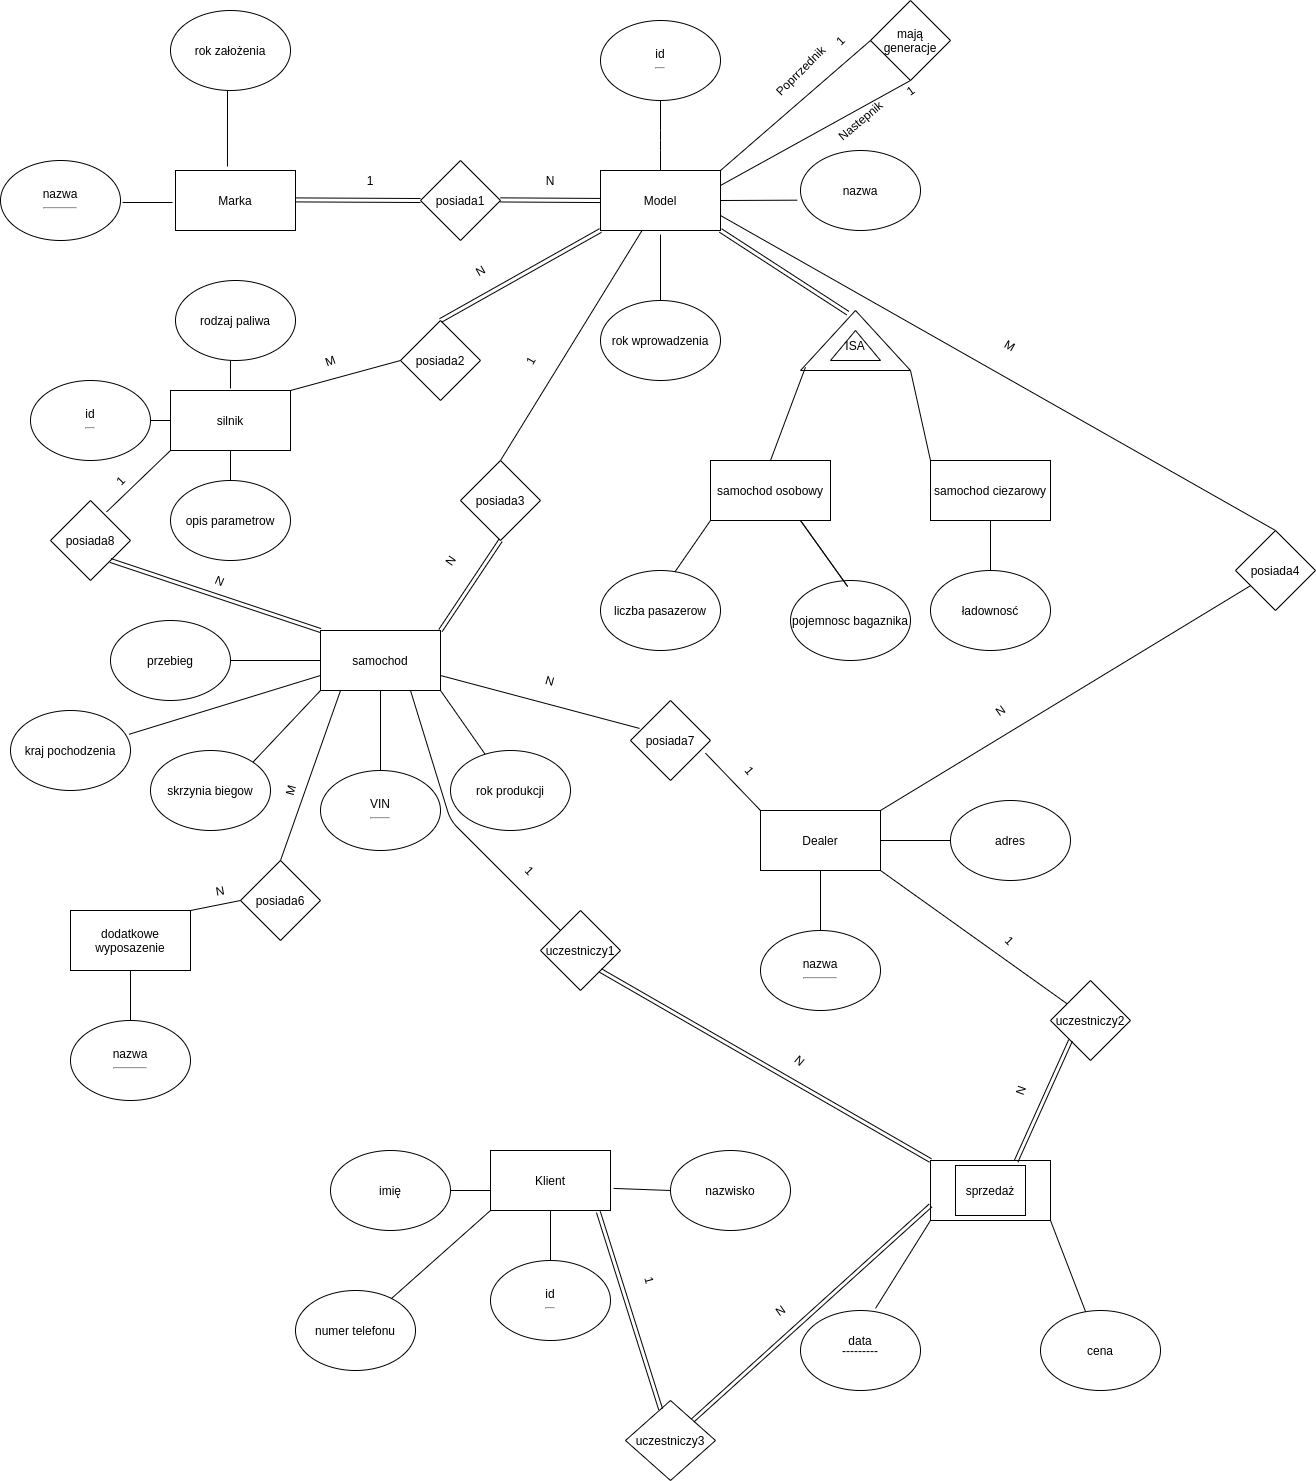 rok założenia
id
1
mają
generacje
Poprrzednik
1
Nastepnik
nazwa
Marka
1
posiada1
N
Model
nazwa
N
rodzaj paliwa
rok wprowadzenia
ISA
M
M
posiada2
1
id
silnik
1
posiada3
samochod osobowy
samochod ciezarowy
opis parametrow
posiada8
N
N
posiada4
liczba pasazerow
pojemnosc bagaznika
ładownosć
przebieg
samochod
N
N
kraj pochodzenia
posiada7
1
skrzynia biegow
M
VIN
rok produkcji
Dealer
adres
N
posiada6
1
dodatkowe
wyposazenie
uczestniczy1
1
nazwa
uczestniczy2
nazwa
N
N
imię
Klient
nazwisko
sprzedaż
1
id
N
numer telefonu
data
---------
cena
uczestniczy3